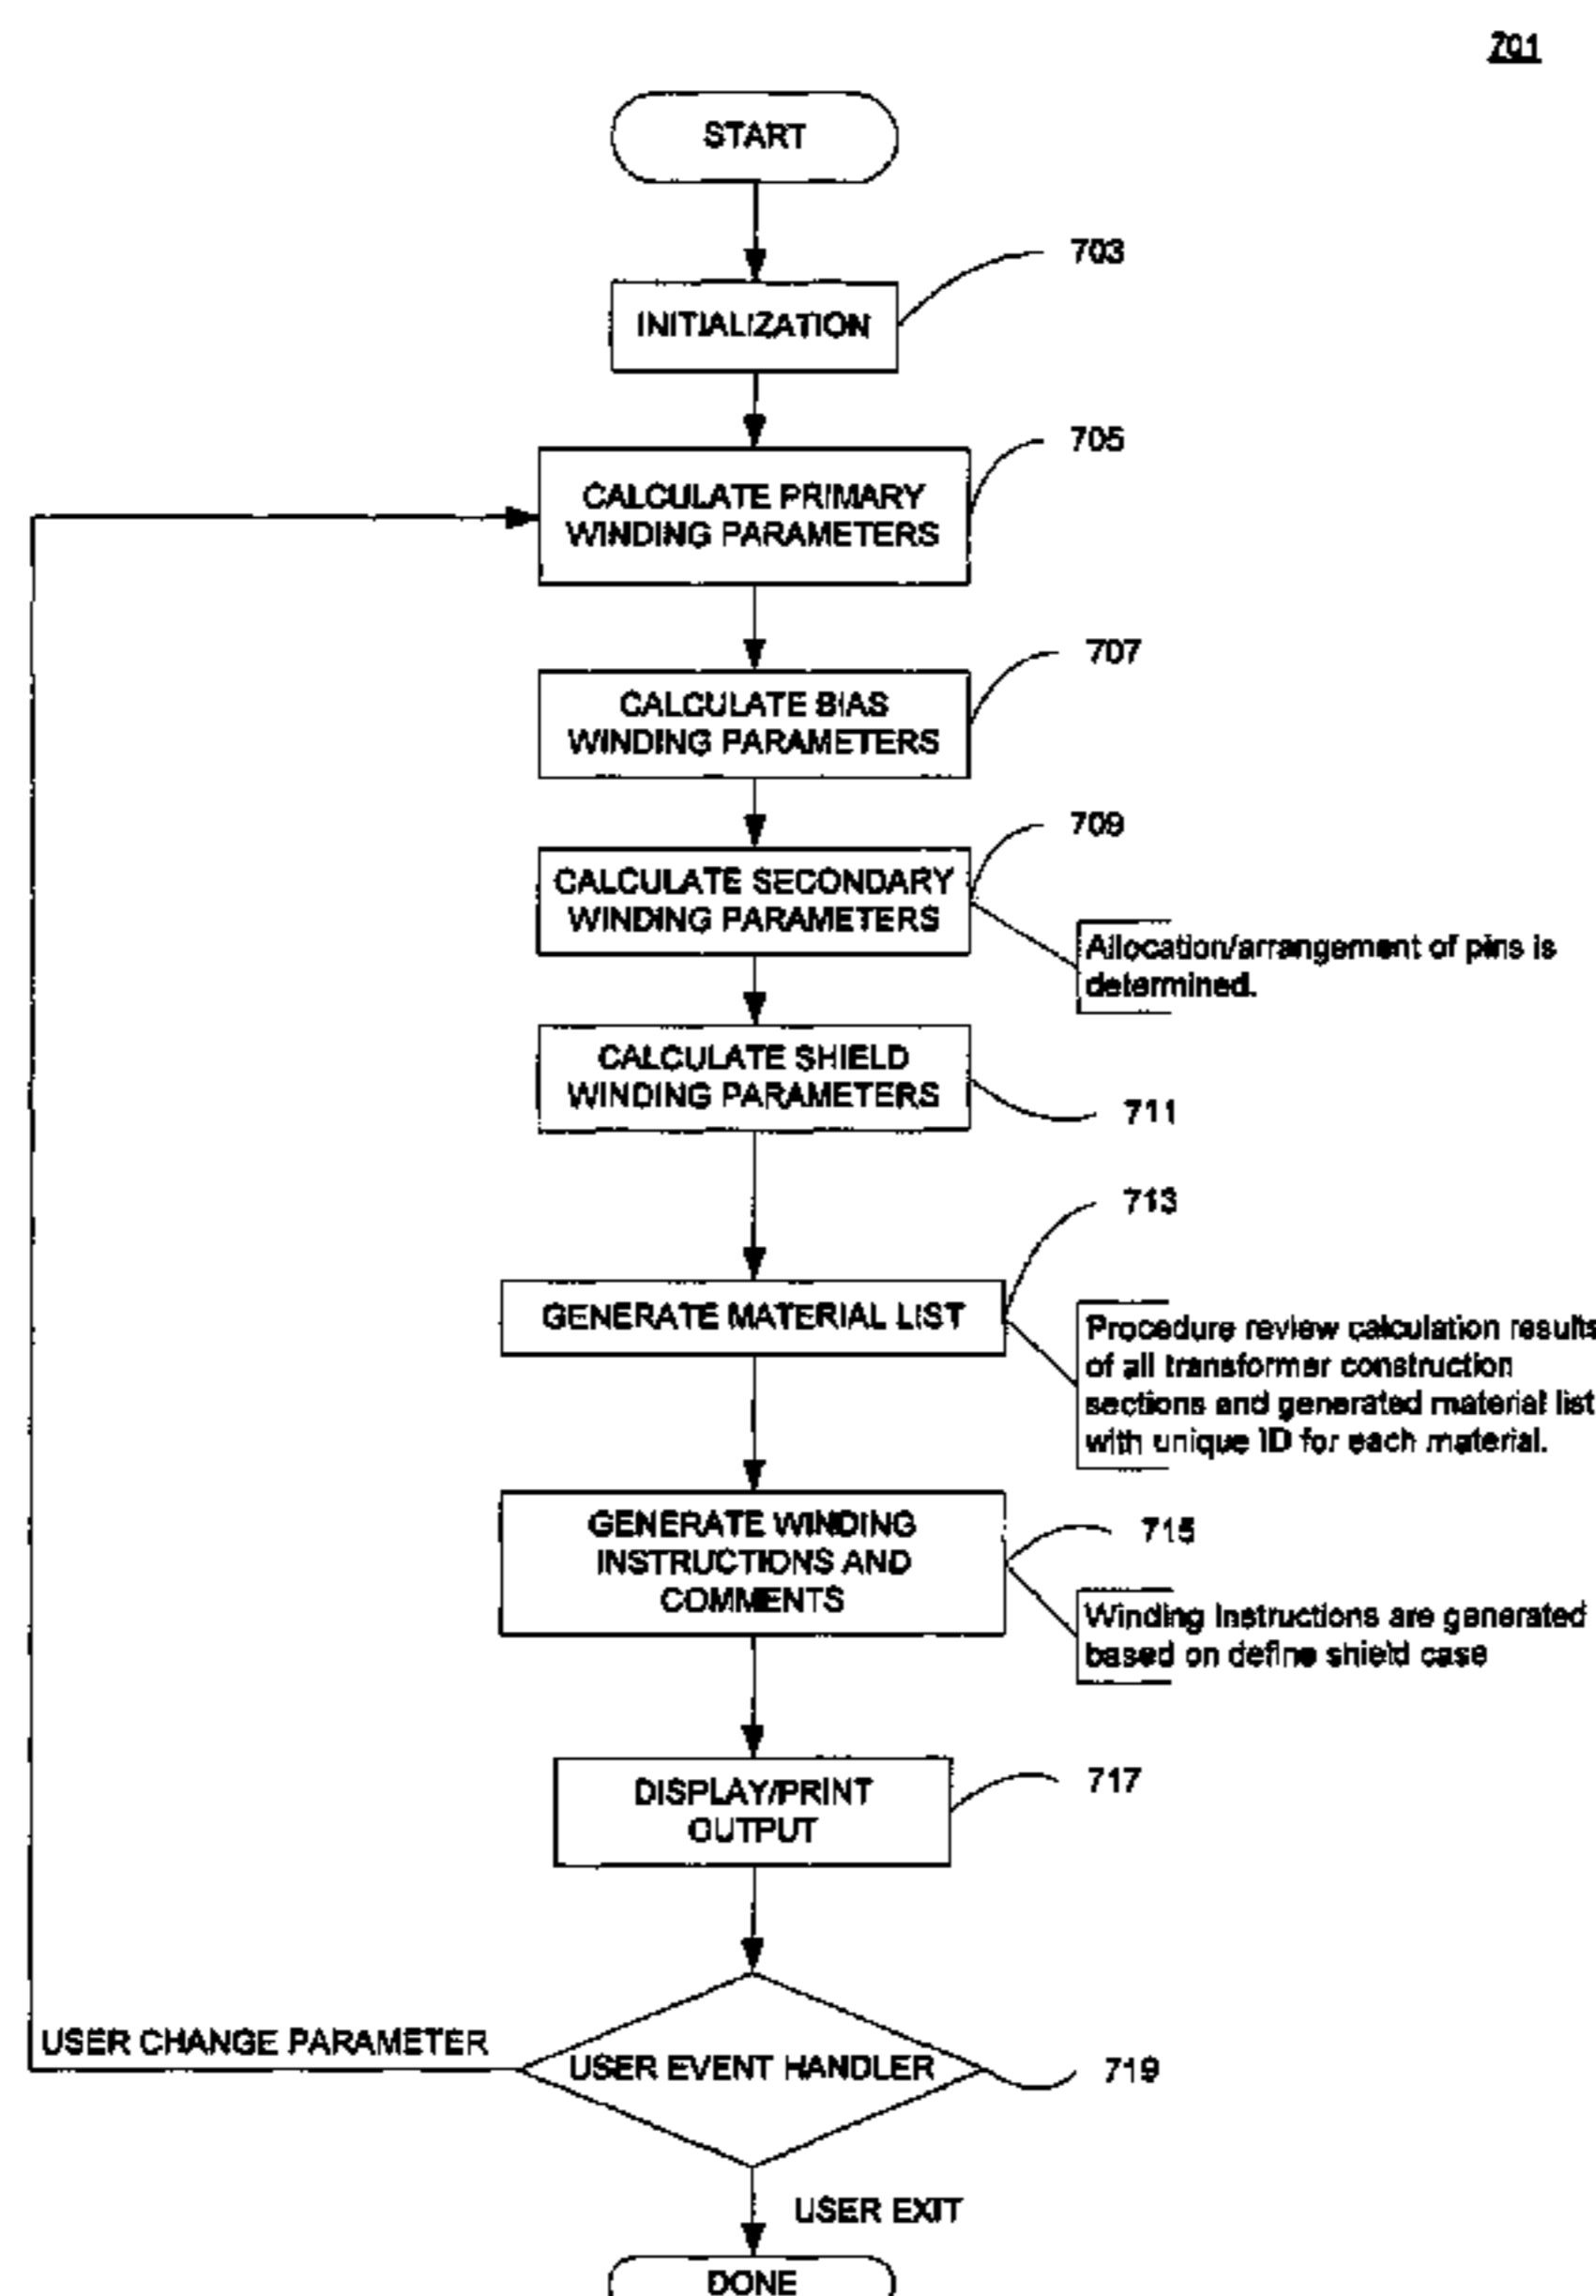 701
START
703
INITIALIZATION
705
CALCULATE PRIMARY
WINDING PARAMETERS
707
CALCULATE BIAS
WINDING PARAMETERS
709
CALCULATE SECONDARY
WINDING PARAMETERS
Allocation/arrangement of pins is
determined.
CALCULATE SHIELD
WINDING PARAMETERS
711
713
GENERATE MATERIAL LIST
Procedure review calculation results
of all transformer construction
sections and generated material list
with unique ID for each material.
GENERATE WINDING
INSTRUCTIONS AND
COMMENTS
715
Winding Instructions are generated
based on define shield case
DISPLAY/PRINT
OUTPUT
717
USER CHANGE PARAMETER
USER EVENT HANDLER
719
USER EXIT
DONE